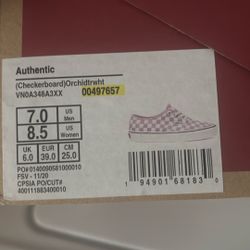 Authentic
(Checkerboard)Orchidtrwht
VN0A348A3XX 00497657
7.0 US Men
8.5 US Women
UK 6.0 EUR 39.0 CM 25.0
PO#0140090581000010
FSV - 11/20
CPSIA PO/CUT#
400111883400010
1 94901 68183 0